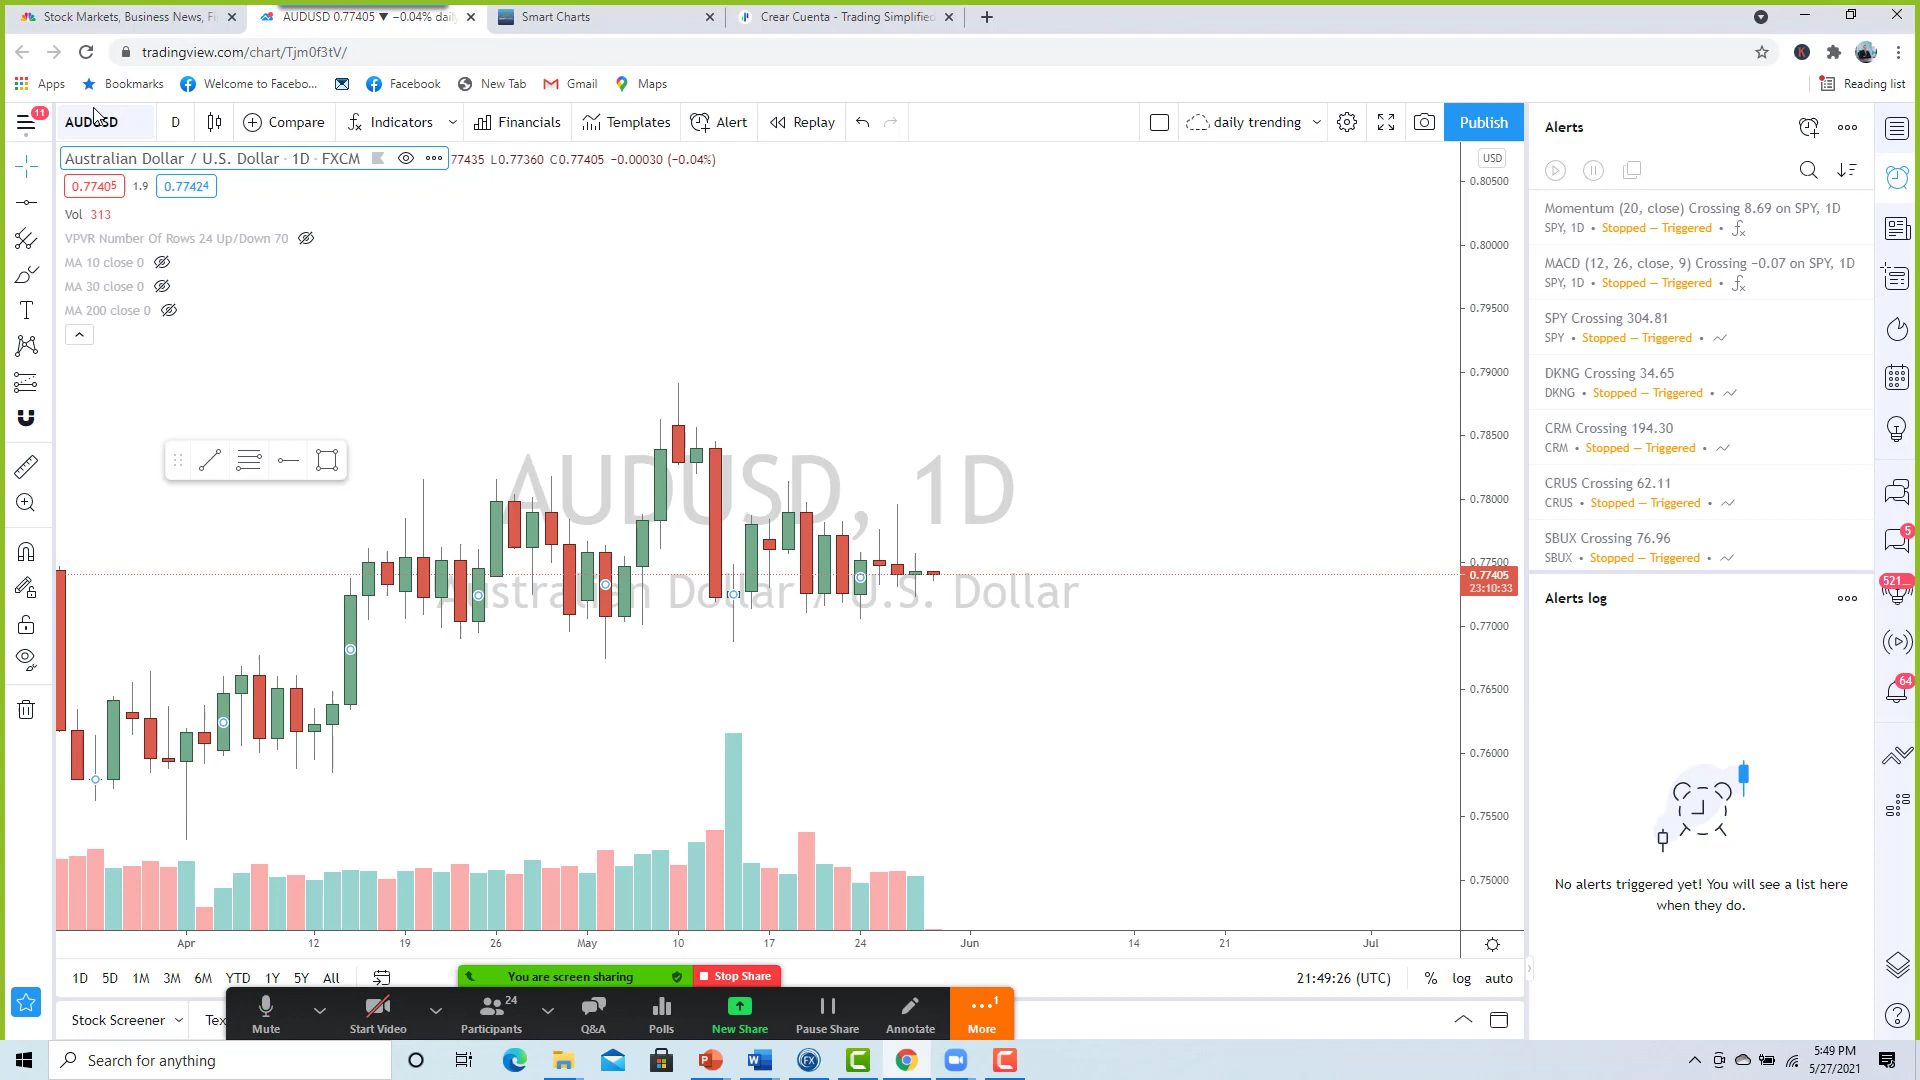 Stock Markets, Business News, Fi
AUDUSD 0.77405 ▼ −0.04% daily
Smart Charts
Crear Cuenta - Trading Simplified
tradingview.com/chart/Tjm0f3tV/
Apps
Bookmarks
Welcome to Facebo...
Facebook
New Tab
Gmail
Maps
Reading list
11
AUDUSD
D
Compare
Indicators
Financials
Templates
Alert
Replay
daily trending
Publish
Alerts
Australian Dollar / U.S. Dollar · 1D · FXCM
77435 L0.77360 C0.77405 −0.00030 (−0.04%)
0.77405
1.9
0.77424
Vol 313
VPVR Number Of Rows 24 Up/Down 70
MA 10 close 0
MA 30 close 0
MA 200 close 0
AUDUSD, 1D
Australian Dollar / U.S. Dollar
USD
0.80500
0.80000
0.79500
0.79000
0.78500
0.78000
0.77500
0.77405
23:10:33
0.77000
0.76500
0.76000
0.75500
0.75000
Apr
12
19
26
May
10
17
24
Jun
14
21
Jul
Momentum (20, close) Crossing 8.69 on SPY, 1D
SPY, 1D • Stopped — Triggered •
MACD (12, 26, close, 9) Crossing −0.07 on SPY, 1D
SPY, 1D • Stopped — Triggered •
SPY Crossing 304.81
SPY • Stopped — Triggered •
DKNG Crossing 34.65
DKNG • Stopped — Triggered •
CRM Crossing 194.30
CRM • Stopped — Triggered •
CRUS Crossing 62.11
CRUS • Stopped — Triggered •
SBUX Crossing 76.96
SBUX • Stopped — Triggered •
Alerts log
No alerts triggered yet! You will see a list here
when they do.
5
521
64
1D
5D
1M
3M
6M
YTD
1Y
5Y
All
You are screen sharing
Stop Share
21:49:26 (UTC)
%
log
auto
Stock Screener
Tex
Mute
Start Video
Participants
24
Q&A
Polls
New Share
Pause Share
Annotate
More
1
Search for anything
5:49 PM
5/27/2021